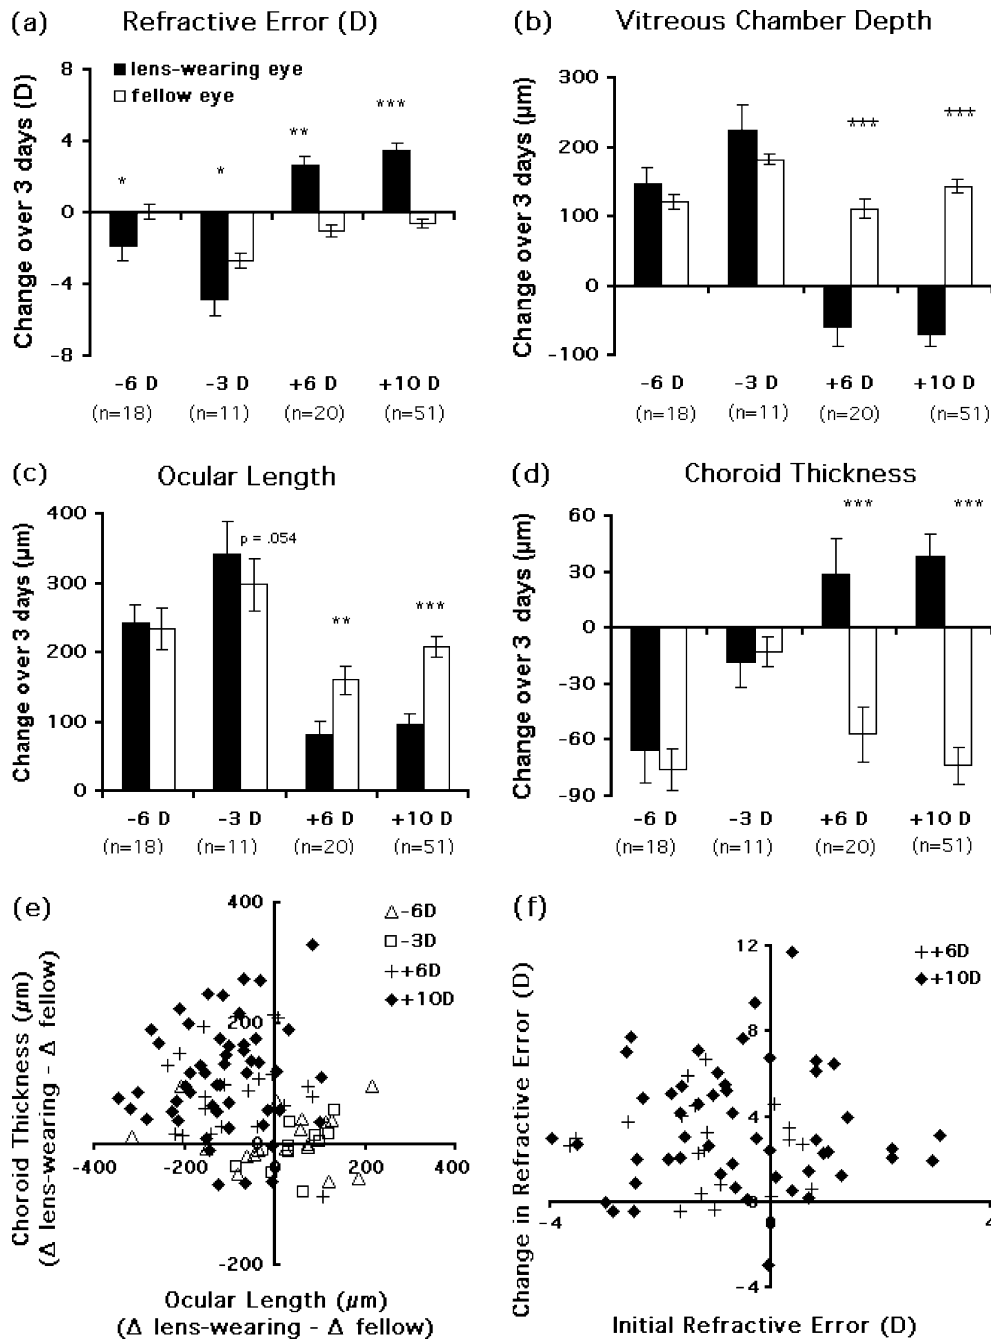 (a) Refractive Error (D)
Change over 3 days (D)
8
4
0
-4
-8
lens-wearing eye
fellow eye
* * ** ***
-6 D -3 D +6 D +10 D
(n=18) (n=11) (n=20) (n=51)
(b) Vitreous Chamber Depth
Change over 3 days (µm)
300
200
100
0
-100
*** ***
-6 D -3 D +6 D +10 D
(n=18) (n=11) (n=20) (n=51)
(c) Ocular Length
Change over 3 days (µm)
400
300
200
100
0
p = .054
** ***
-6 D -3 D +6 D +10 D
(n=18) (n=11) (n=20) (n=51)
(d) Choroid Thickness
Change over 3 days (µm)
60
30
0
-30
-60
-90
*** ***
-6 D -3 D +6 D +10 D
(n=18) (n=11) (n=20) (n=51)
(e)
Choroid Thickness (µm)
(Δ lens-wearing - Δ fellow)
400
200
0
-200
-6D
-3D
+6D
+10D
-400 -200 0 200 400
Ocular Length (µm)
(Δ lens-wearing - Δ fellow)
(f)
Change in Refractive Error (D)
12
8
4
0
-4
+6D
+10D
-4 0 4
Initial Refractive Error (D)